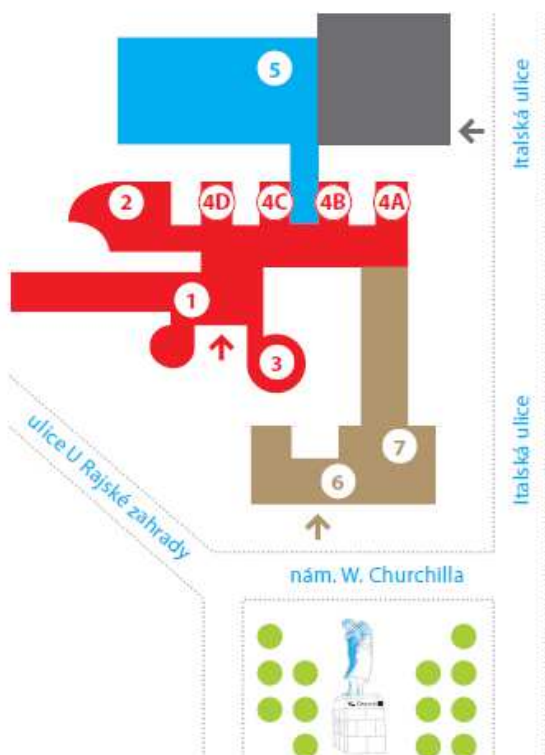 5
Italská ulice
2
4D
4C
4B
4A
1
3
Italská ulice
ulice U Rajské zahrady
7
6
nám. W. Churchilla